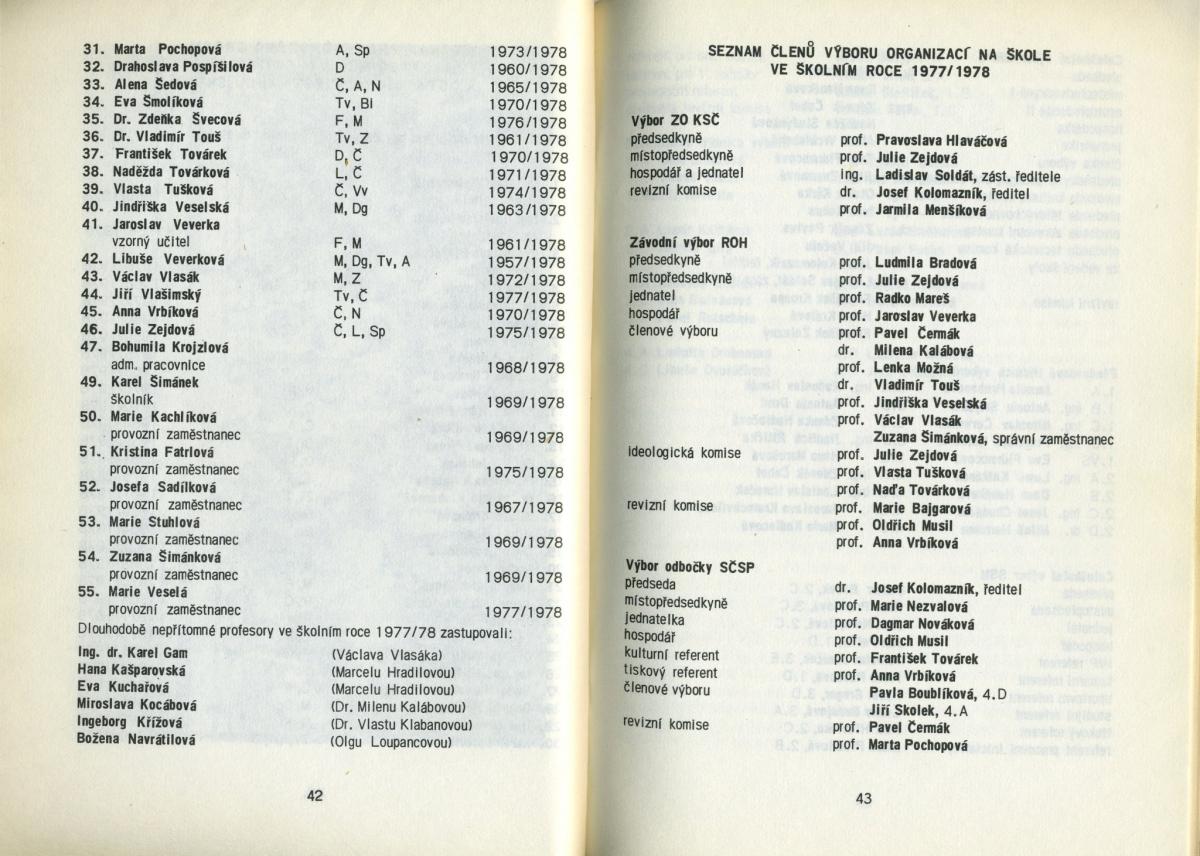 31. Marta Pochopová A, Sp 1973/1978
32. Drahoslava Pospíšilová D 1960/1978
33. Alena Šedová Č, A, N 1965/1978
34. Eva Šmolíková Tv, Bi 1970/1978
35. Dr. Zdeňka Švecová F, M 1976/1978
36. Dr. Vladimír Touš Tv, Z 1961/1978
37. František Továrek D, Č 1970/1978
38. Naděžda Továrková L, Č 1971/1978
39. Vlasta Tušková Č, Vv 1974/1978
40. Jindřiška Veselská M, Dg 1963/1978
41. Jaroslav Veverka
vzorný učitel F, M 1961/1978
42. Libuše Veverková M, Dg, Tv, A 1957/1978
43. Václav Vlasák M, Z 1972/1978
44. Jiří Vlašimský Tv, Č 1977/1978
45. Anna Vrbíková Č, N 1970/1978
46. Julie Zejdová Č, L, Sp 1975/1978
47. Bohumila Krojzlová
adm. pracovnice 1968/1978
49. Karel Šimánek
školník 1969/1978
50. Marie Kachlíková
provozní zaměstnanec 1969/1978
51. Kristina Fatrlová
provozní zaměstnanec 1975/1978
52. Josefa Sadílková
provozní zaměstnanec 1967/1978
53. Marie Stuhlová
provozní zaměstnanec 1969/1978
54. Zuzana Šimánková
provozní zaměstnanec 1969/1978
55. Marie Veselá
provozní zaměstnanec 1977/1978
Dlouhodobě nepřítomné profesory ve školním roce 1977/78 zastupovali:
Ing. dr. Karel Gam (Václava Vlasáka)
Hana Kašparovská (Marcelu Hradilovou)
Eva Kuchařová (Marcelu Hradilovou)
Miroslava Kocábová (Dr. Milenu Kalábovou)
Ingeborg Křížová (Dr. Vlastu Klabanovou)
Božena Navrátilová (Olgu Loupancovou)
42
SEZNAM ČLENŮ VÝBORU ORGANIZACÍ NA ŠKOLE
VE ŠKOLNÍM ROCE 1977/1978
Výbor ZO KSČ
předsedkyně prof. Pravoslava Hlaváčová
místopředsedkyně prof. Julie Zejdová
hospodář a jednatel ing. Ladislav Soldát, zást. ředitele
revizní komise dr. Josef Kolomazník, ředitel
prof. Jarmila Menšíková
Závodní výbor ROH
předsedkyně prof. Ludmila Bradová
místopředsedkyně prof. Julie Zejdová
jednatel prof. Radko Mareš
hospodář prof. Jaroslav Veverka
členové výboru prof. Pavel Čermák
dr. Milena Kalábová
prof. Lenka Možná
dr. Vladimír Touš
prof. Jindřiška Veselská
prof. Václav Vlasák
Zuzana Šimánková, správní zaměstnanec
ideologická komise prof. Julie Zejdová
prof. Vlasta Tušková
prof. Naďa Továrková
revizní komise prof. Marie Bajgarová
prof. Oldřich Musil
prof. Anna Vrbíková
Výbor odbočky SČSP
předseda dr. Josef Kolomazník, ředitel
místopředsedkyně prof. Marie Nezvalová
jednatelka prof. Dagmar Nováková
hospodář prof. Oldřich Musil
kulturní referent prof. František Továrek
tiskový referent prof. Anna Vrbíková
členové výboru Pavla Boublíková, 4.D
Jiří Skolek, 4.A
revizní komise prof. Pavel Čermák
prof. Marta Pochopová
43